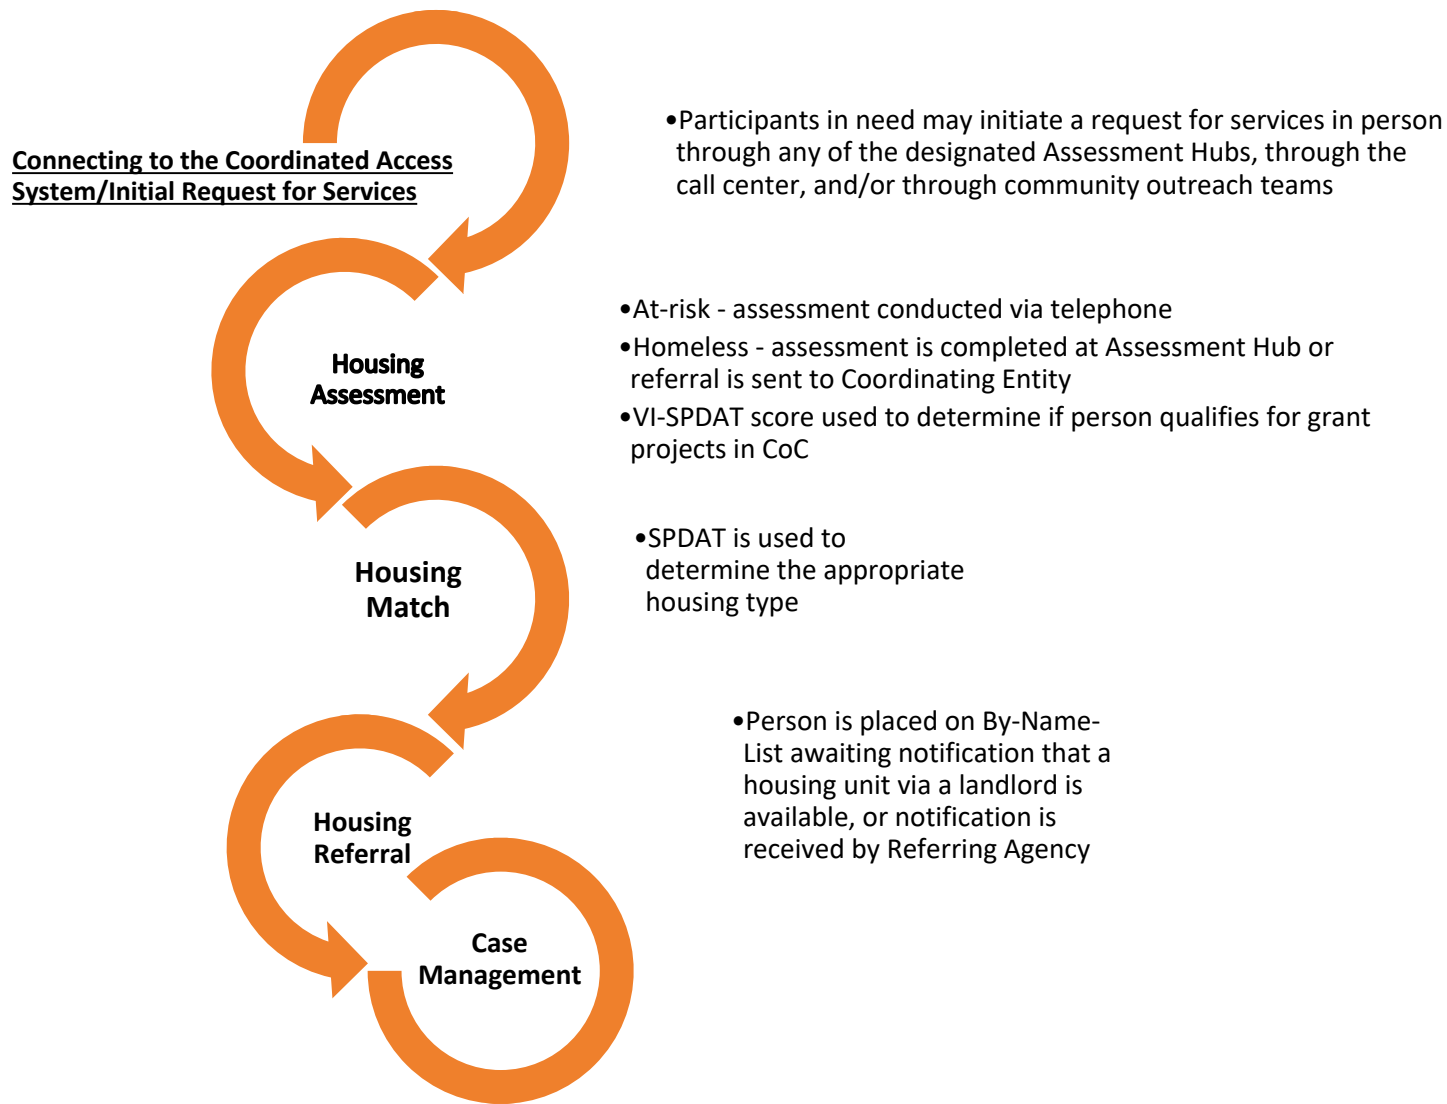 Connecting to the Coordinated Access
System/Initial Request for Services
•Participants in need may initiate a request for services in person
through any of the designated Assessment Hubs, through the
call center, and/or through community outreach teams
Housing
Assessment
•At-risk - assessment conducted via telephone
•Homeless - assessment is completed at Assessment Hub or
referral is sent to Coordinating Entity
•VI-SPDAT score used to determine if person qualifies for grant
projects in CoC
Housing
Match
•SPDAT is used to
determine the appropriate
housing type
Housing
Referral
•Person is placed on By-Name-
List awaiting notification that a
housing unit via a landlord is
available, or notification is
received by Referring Agency
Case
Management